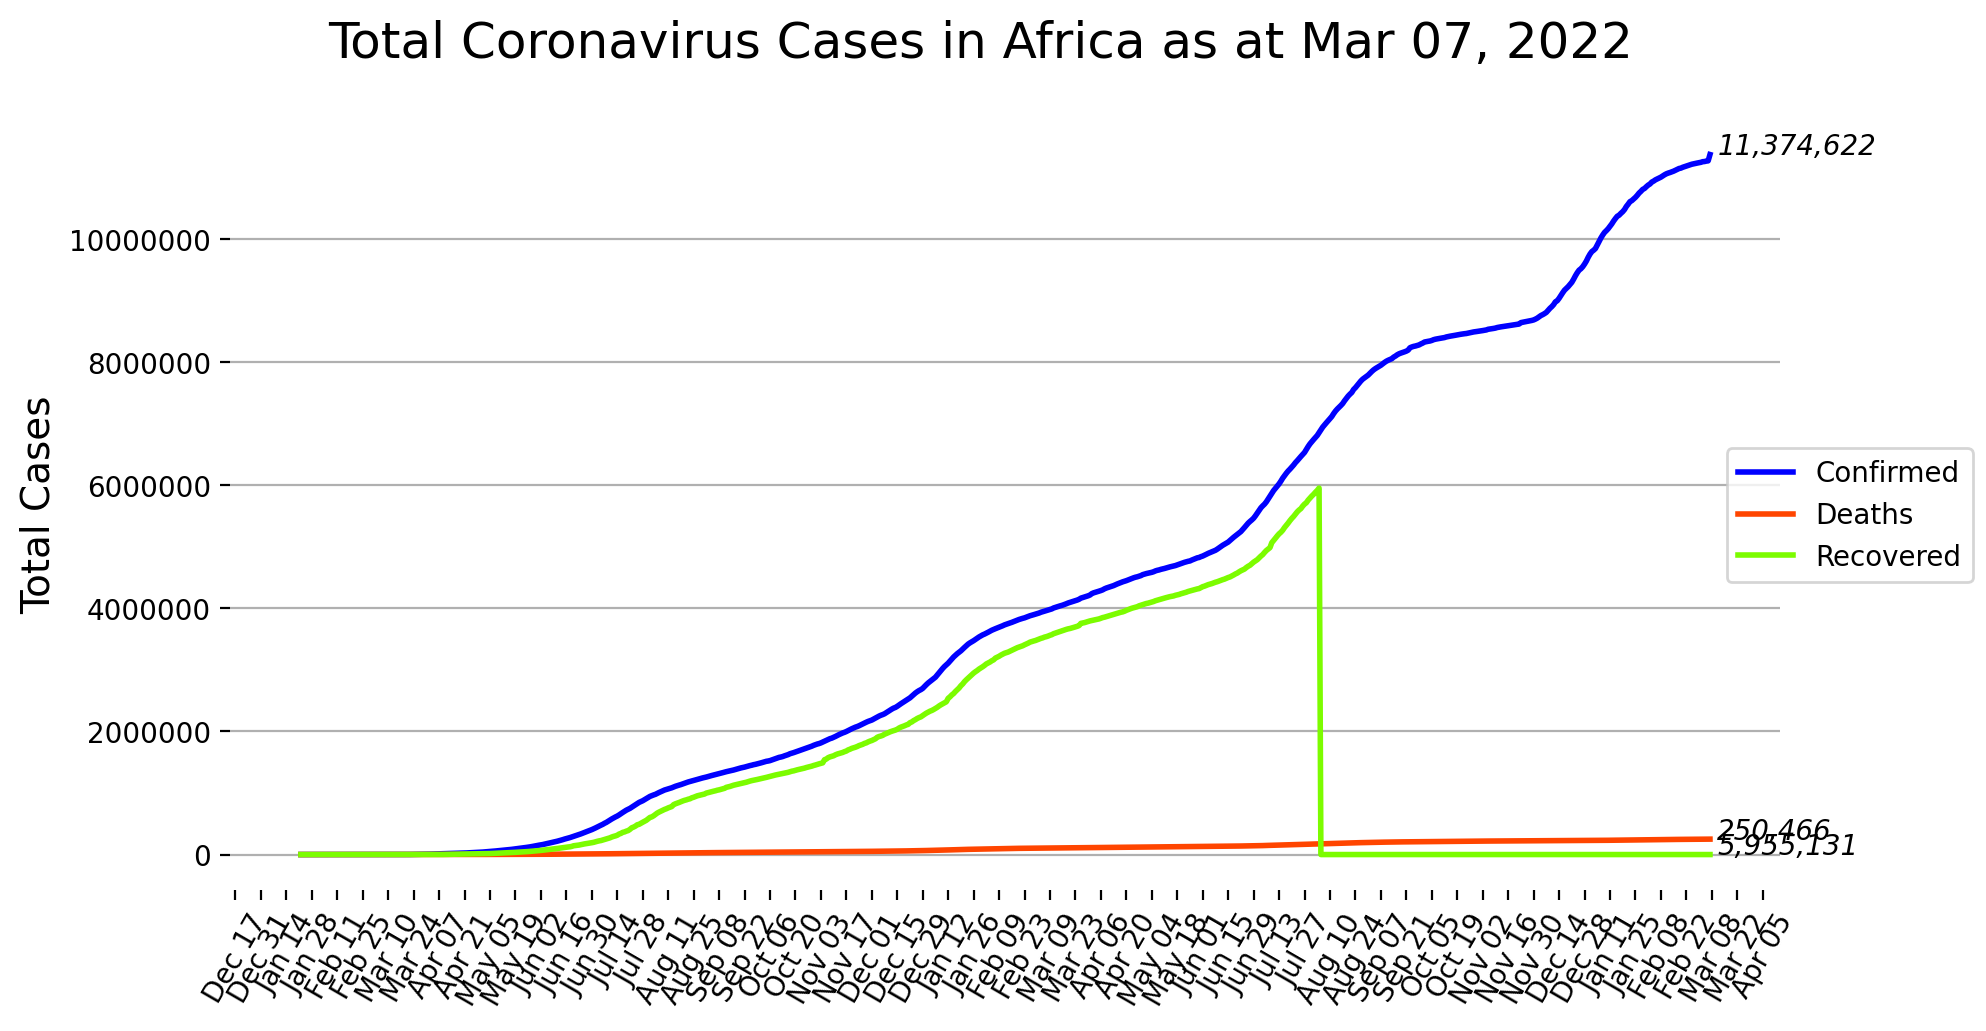 Total Coronavirus Cases in Africa as at Mar 07, 2022
11,374,622
10000000
8000000
6000000
4000000
2000000
0
Total Cases
Confirmed
Deaths
Recovered
250,466
5,955,131
Dec 17
Dec 31
Jan 14
Jan 28
Feb 11
Feb 25
Mar 10
Mar 24
Apr 07
Apr 21
May 05
May 19
Jun 02
Jun 16
Jun 30
Jul 14
Jul 28
Aug 11
Aug 25
Sep 08
Sep 22
Oct 06
Oct 20
Nov 03
Nov 17
Dec 01
Dec 15
Dec 29
Jan 12
Jan 26
Feb 09
Feb 23
Mar 09
Mar 23
Apr 06
Apr 20
May 04
May 18
Jun 01
Jun 15
Jun 29
Jul 13
Jul 27
Aug 10
Aug 24
Sep 07
Sep 21
Oct 05
Oct 19
Nov 02
Nov 16
Nov 30
Dec 14
Dec 28
Jan 11
Jan 25
Feb 08
Feb 22
Mar 08
Mar 22
Apr 05